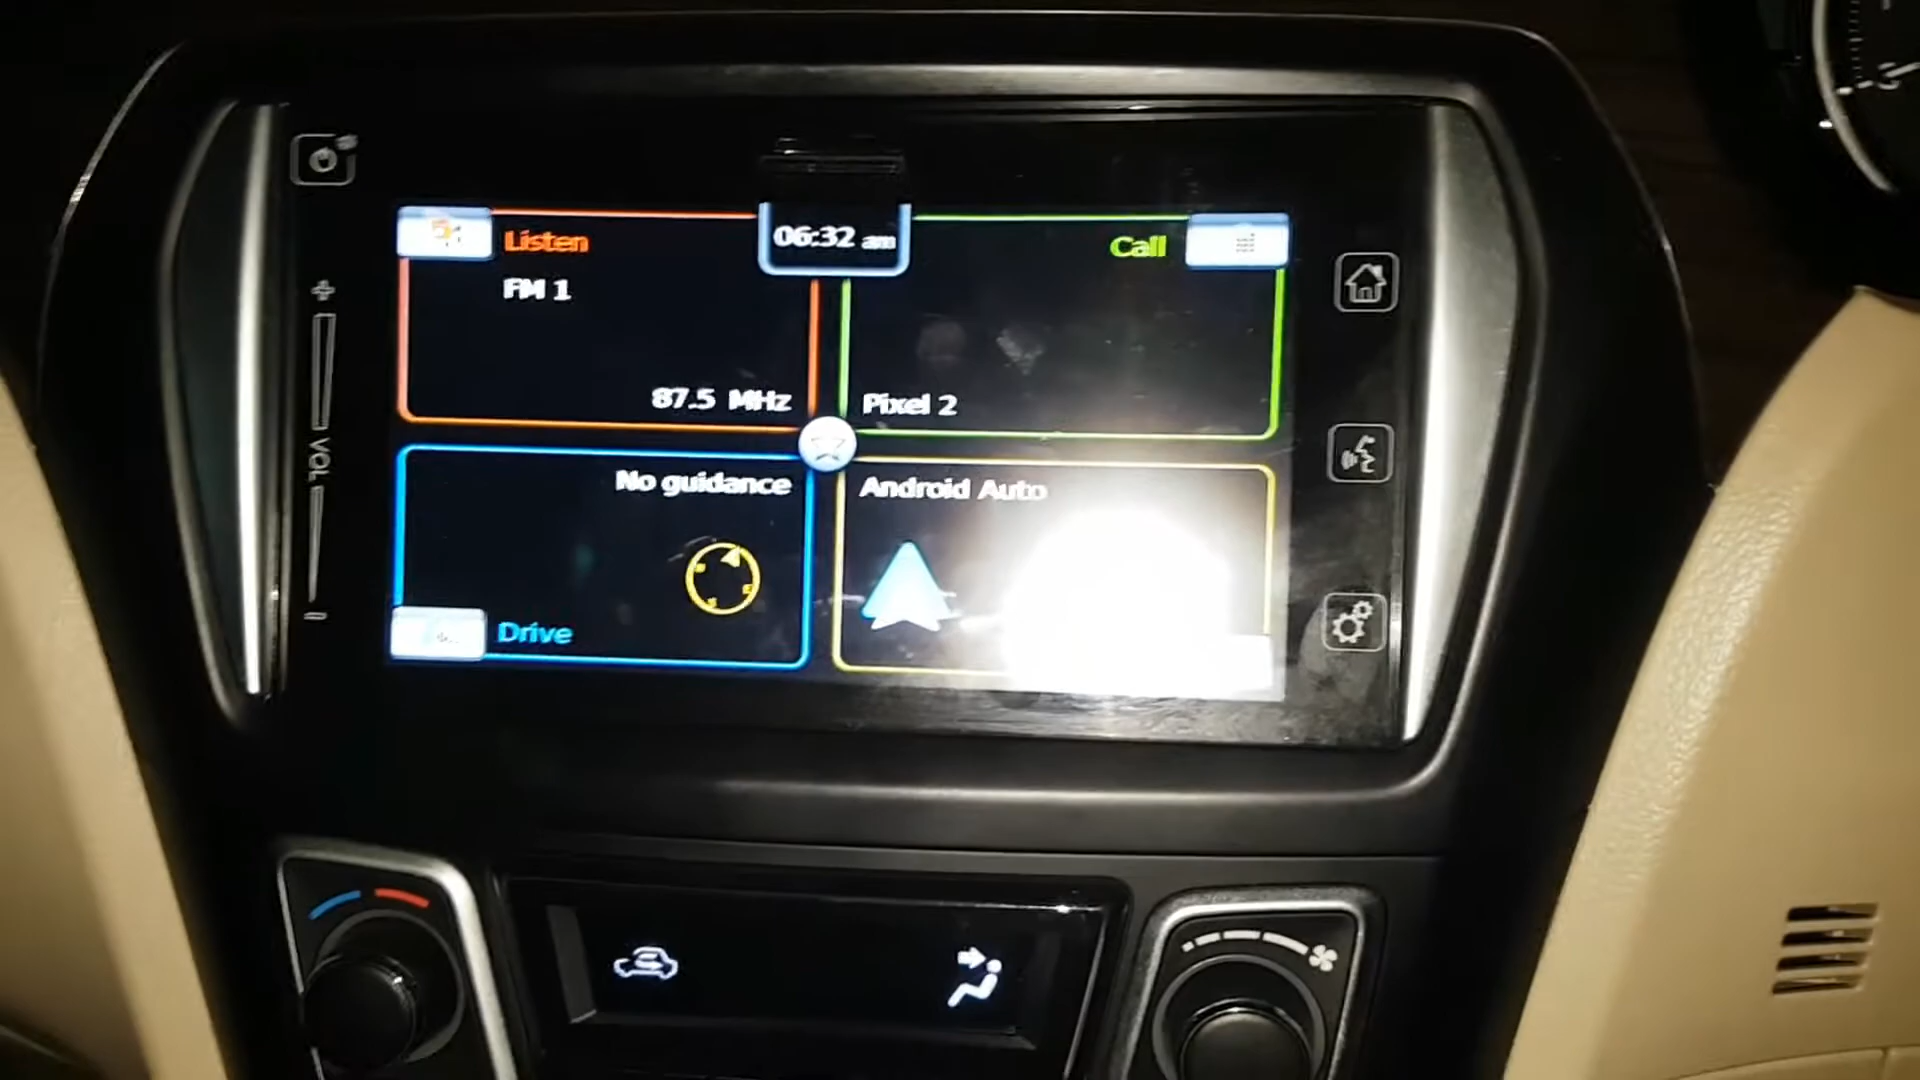 Listen
06:32 am
Call
FM 1
87.5 MHz
Pixel 2
No guidance
Android Auto
Drive
VOL